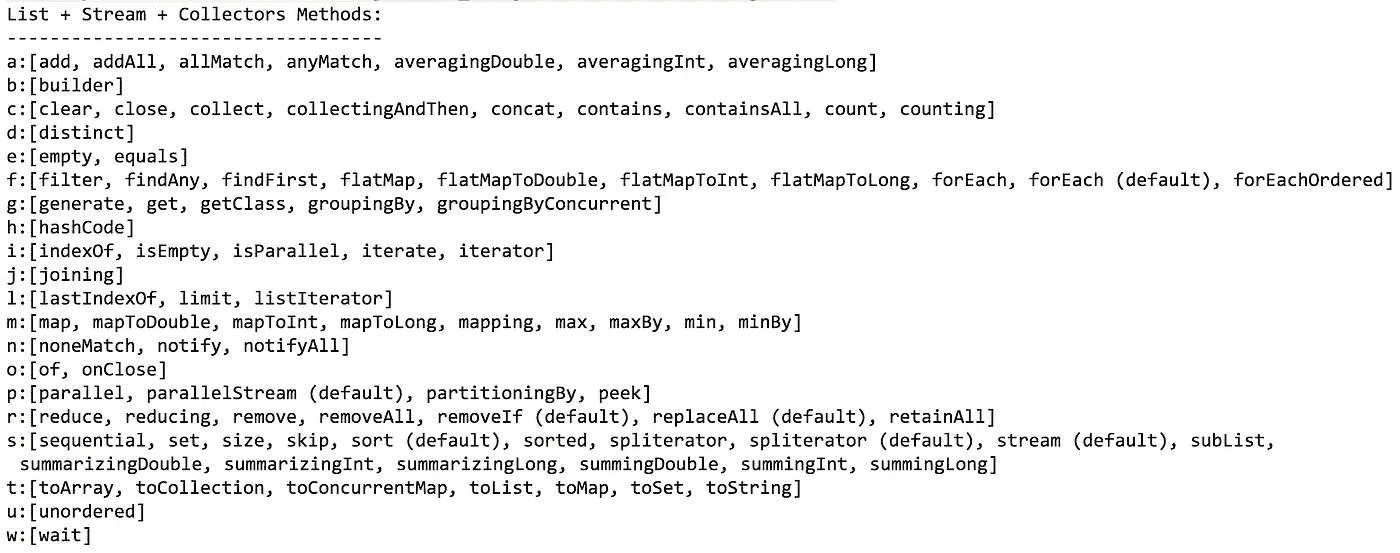 List + Stream + Collectors Methods:
-----------------------------------
a:[add, addAll, allMatch, anyMatch, averagingDouble, averagingInt, averagingLong]
b:[builder]
c:[clear, close, collect, collectingAndThen, concat, contains, containsAll, count, counting]
d:[distinct]
e:[empty, equals]
f:[filter, findAny, findFirst, flatMap, flatMapToDouble, flatMapToInt, flatMapToLong, forEach, forEach (default), forEachOrdered]
g:[generate, get, getClass, groupingBy, groupingByConcurrent]
h:[hashCode]
i:[indexOf, isEmpty, isParallel, iterate, iterator]
j:[joining]
l:[lastIndexOf, limit, listIterator]
m:[map, mapToDouble, mapToInt, mapToLong, mapping, max, maxBy, min, minBy]
n:[noneMatch, notify, notifyAll]
o:[of, onClose]
p:[parallel, parallelStream (default), partitioningBy, peek]
r:[reduce, reducing, remove, removeAll, removeIf (default), replaceAll (default), retainAll]
s:[sequential, set, size, skip, sort (default), sorted, spliterator, spliterator (default), stream (default), subList,
summarizingDouble, summarizingInt, summarizingLong, summingDouble, summingInt, summingLong]
t:[toArray, toCollection, toConcurrentMap, toList, toMap, toSet, toString]
u:[unordered]
w:[wait]